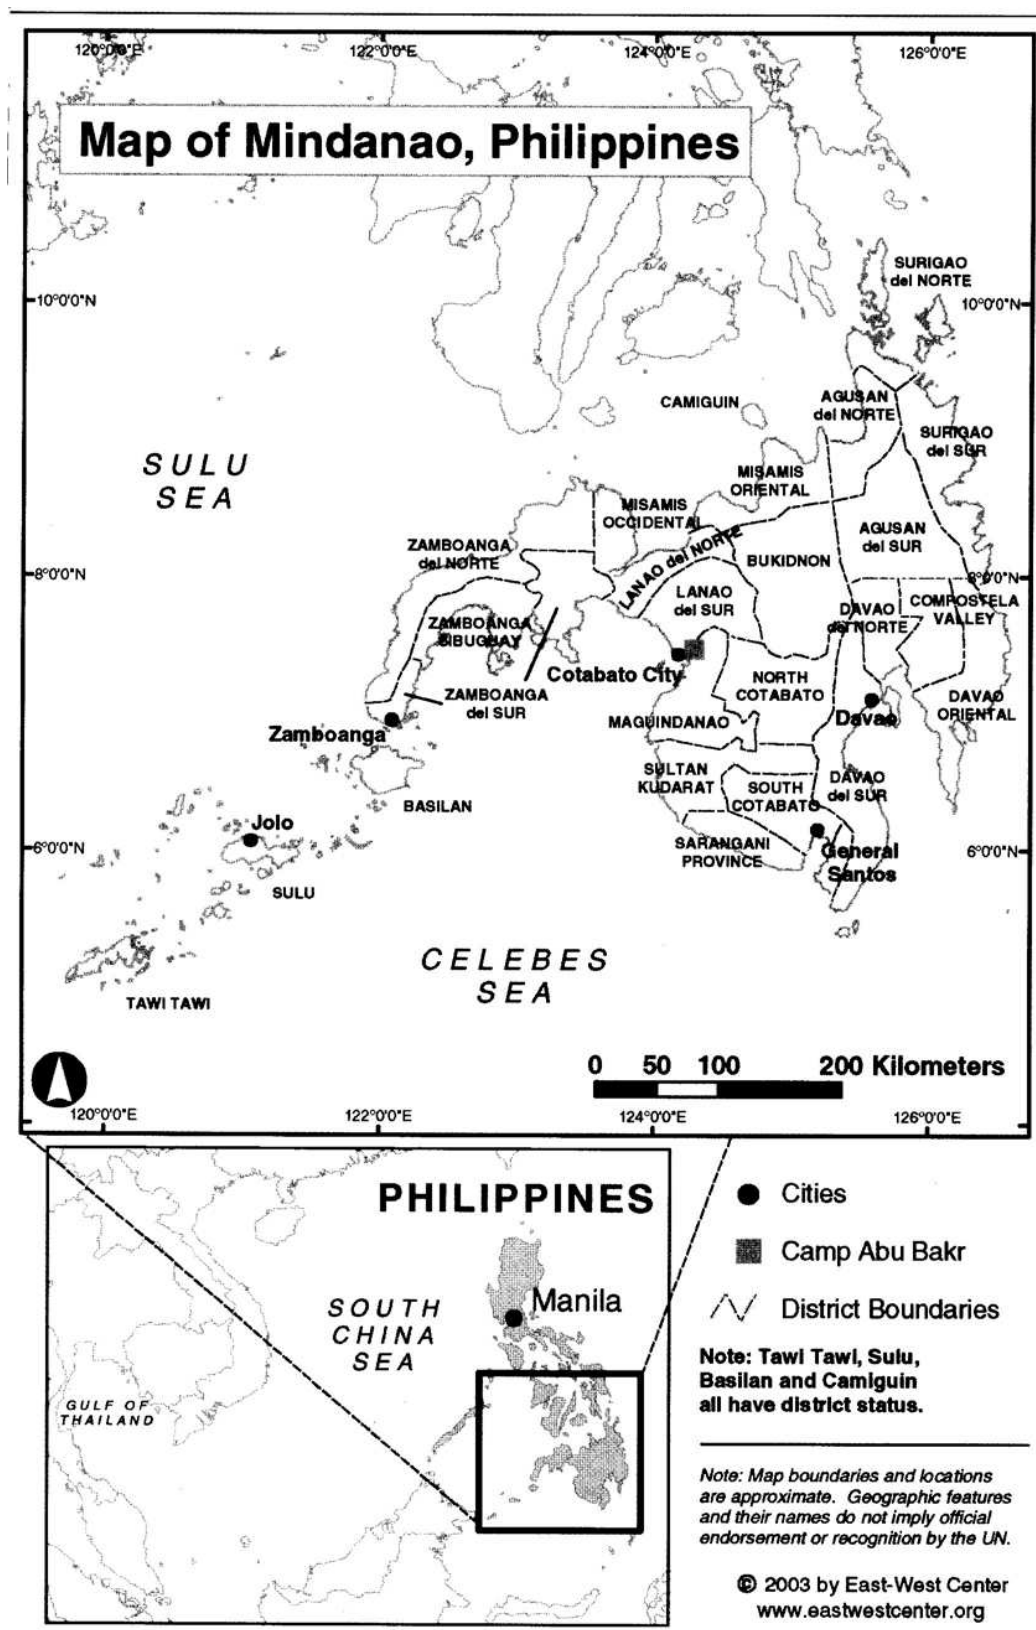 120°0'0"E
122°0'0"E
124°0'0"E
126°0'0"E
Map of Mindanao, Philippines
SURIGAO
del NORTE
10°0'0"N
10°0'0"N
CAMIGUIN
AGUSAN
del NORTE
SURIGAO
del SUR
SULU
SEA
MISAMIS
ORIENTAL
MISAMIS
OCCIDENTAL
AGUSAN
del SUR
ZAMBOANGA
del NORTE
LANAO del NORTE
BUKIDNON
8°0'0"N
8°0'0"N
LANAO
del SUR
DAVAO
del NORTE
COMPOSTELA
VALLEY
ZAMBOANGA
SIBUGUAY
Cotabato City
NORTH
COTABATO
ZAMBOANGA
del SUR
DAVAO
ORIENTAL
Davao
MAGUINDANAO
Zamboanga
SULTAN
KUDARAT
SOUTH
COTABATO
DAVAO
del SUR
BASILAN
Jolo
6°0'0"N
6°0'0"N
SARANGANI
PROVINCE
General
Santos
SULU
CELEBES
SEA
TAWI TAWI
0 50 100 200 Kilometers
120°0'0"E
122°0'0"E
124°0'0"E
126°0'0"E
PHILIPPINES
Manila
SOUTH
CHINA
SEA
GULF OF
THAILAND
Cities
Camp Abu Bakr
District Boundaries
Note: Tawi Tawi, Sulu,
Basilan and Camiguin
all have district status.
Note: Map boundaries and locations
are approximate. Geographic features
and their names do not imply official
endorsement or recognition by the UN.
© 2003 by East-West Center
www.eastwestcenter.org